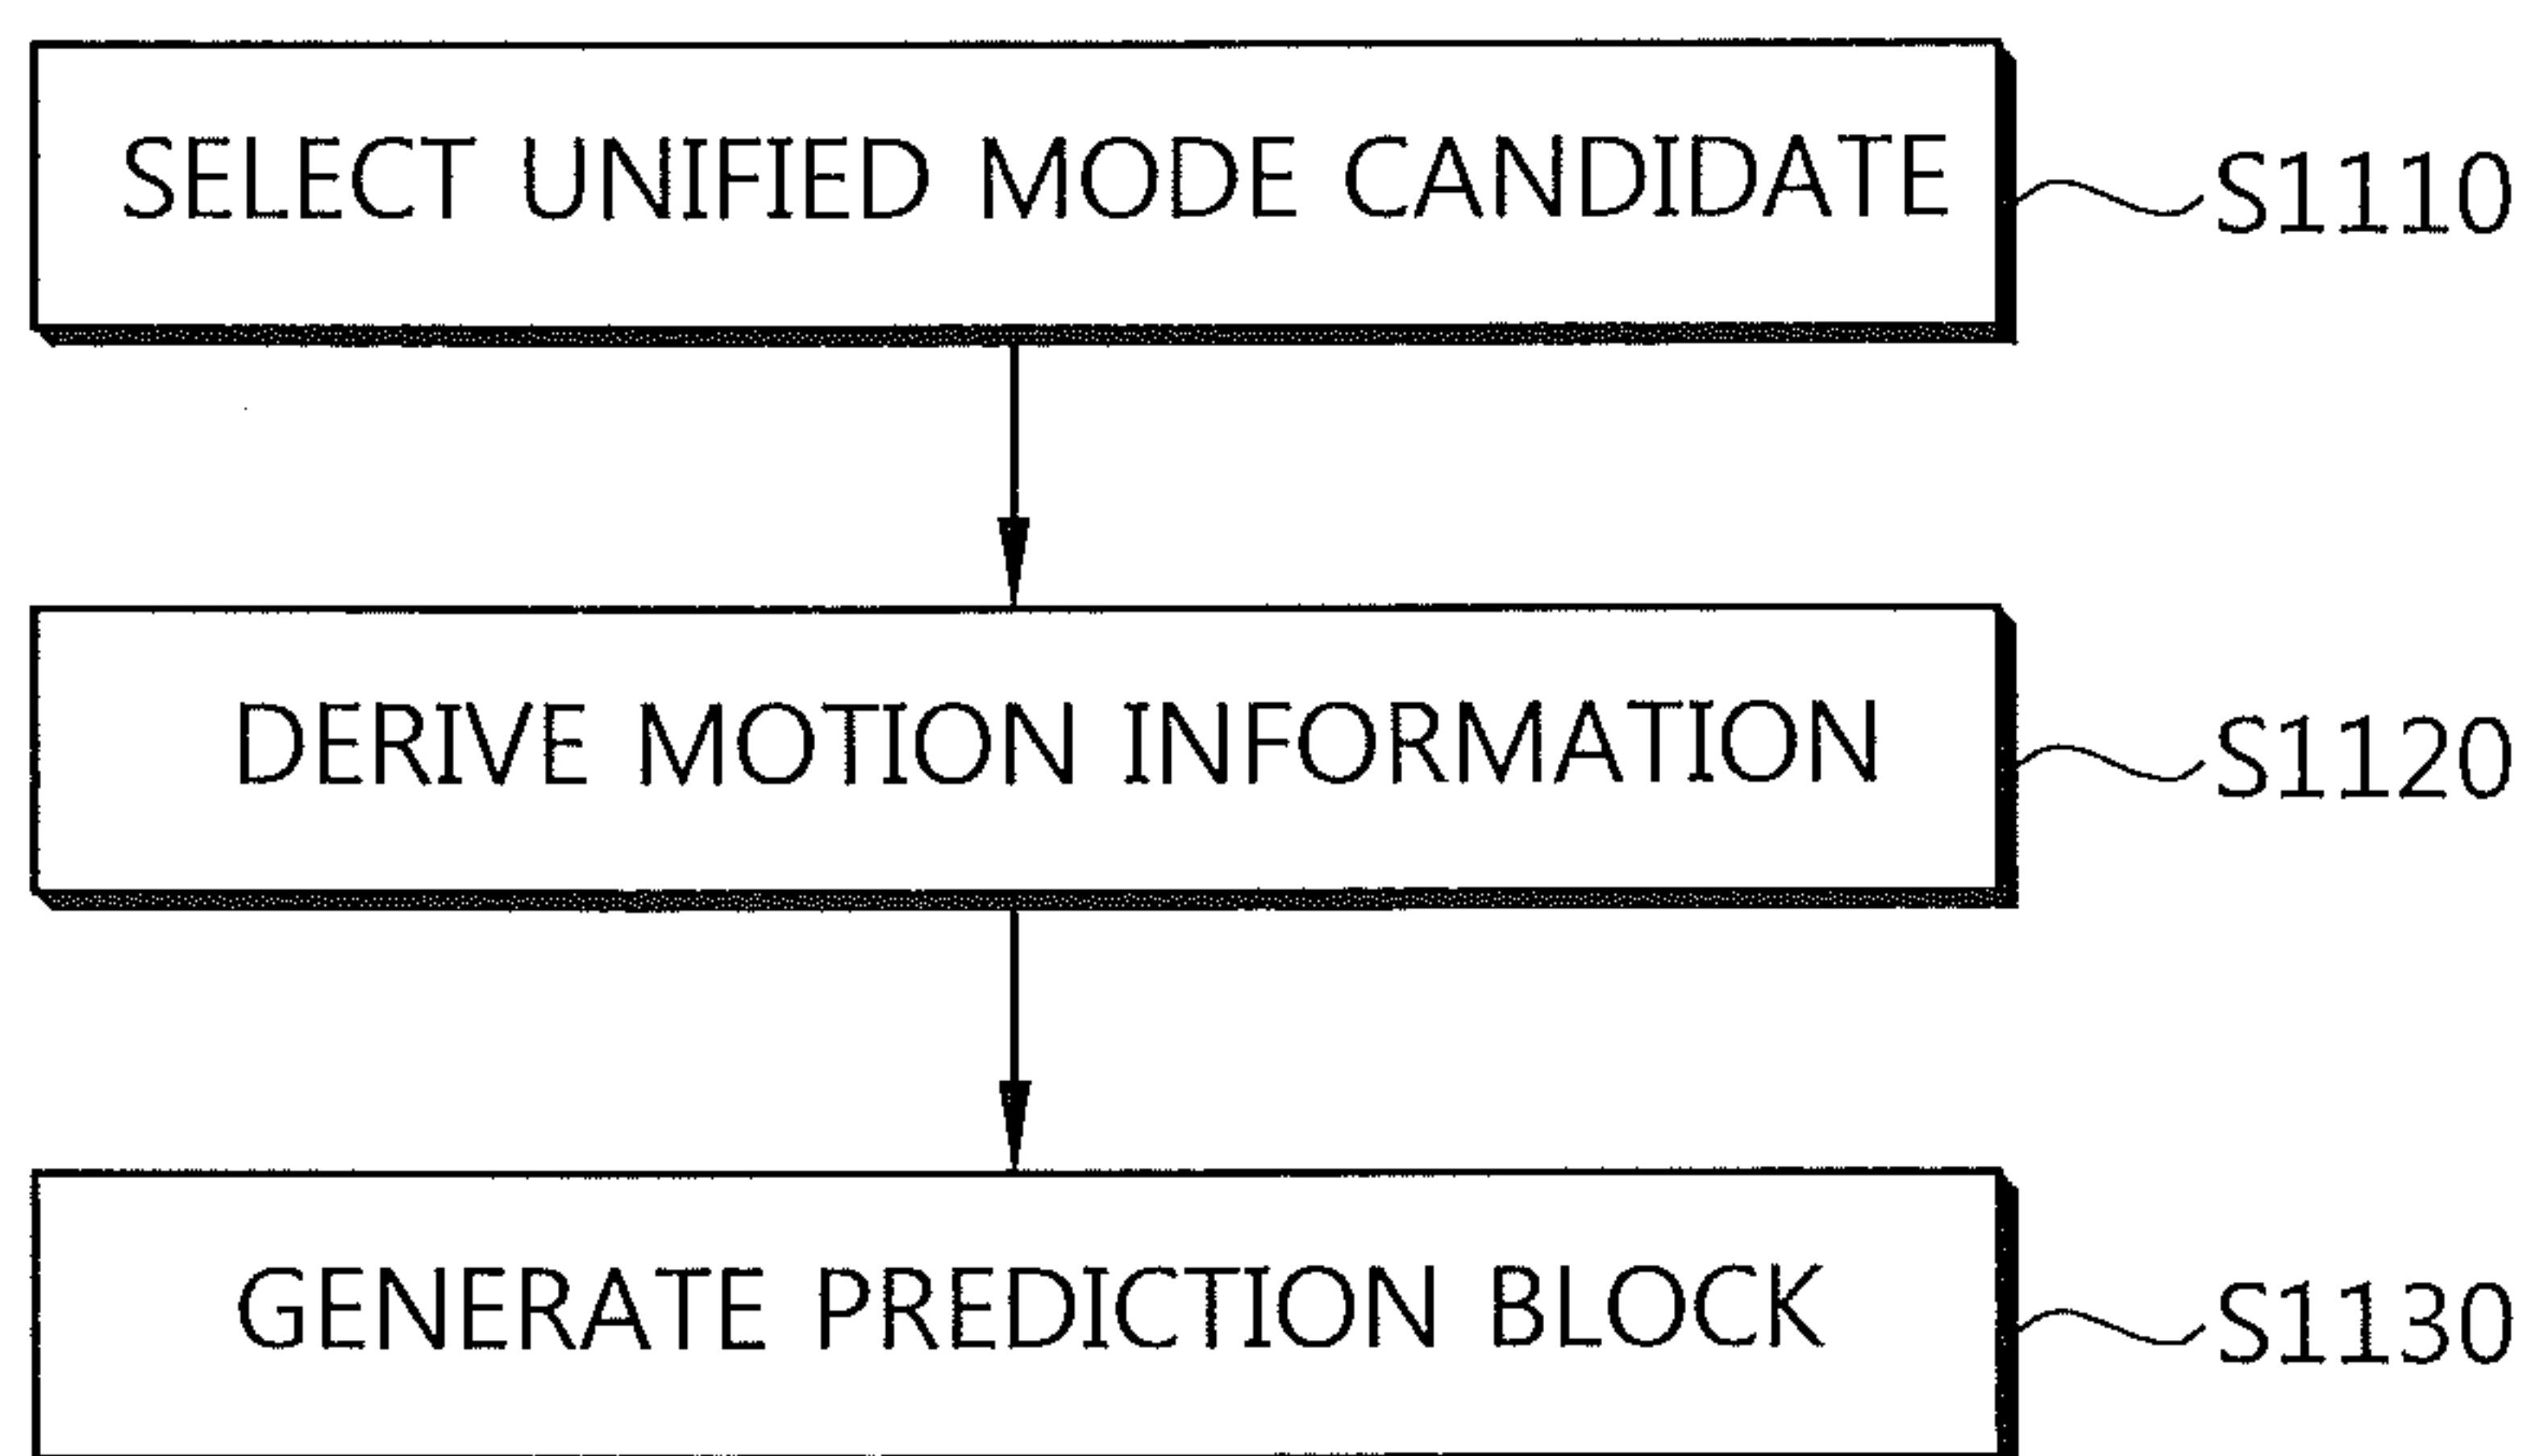 SELECT UNIFIED MODE CANDIDATE S1110
DERIVE MOTION INFORMATION S1120
GENERATE PREDICTION BLOCK S1130